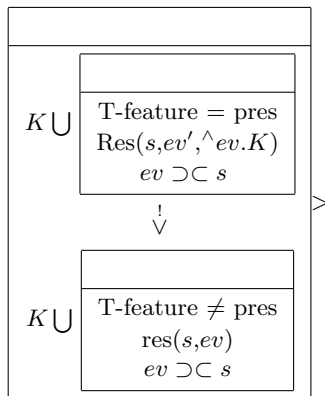 K ⋃
T-feature = pres
Res(s,ev′,^ev.K)
ev ⊃⊂ s
!
∨
>
K ⋃
T-feature ≠ pres
res(s,ev)
ev ⊃⊂ s